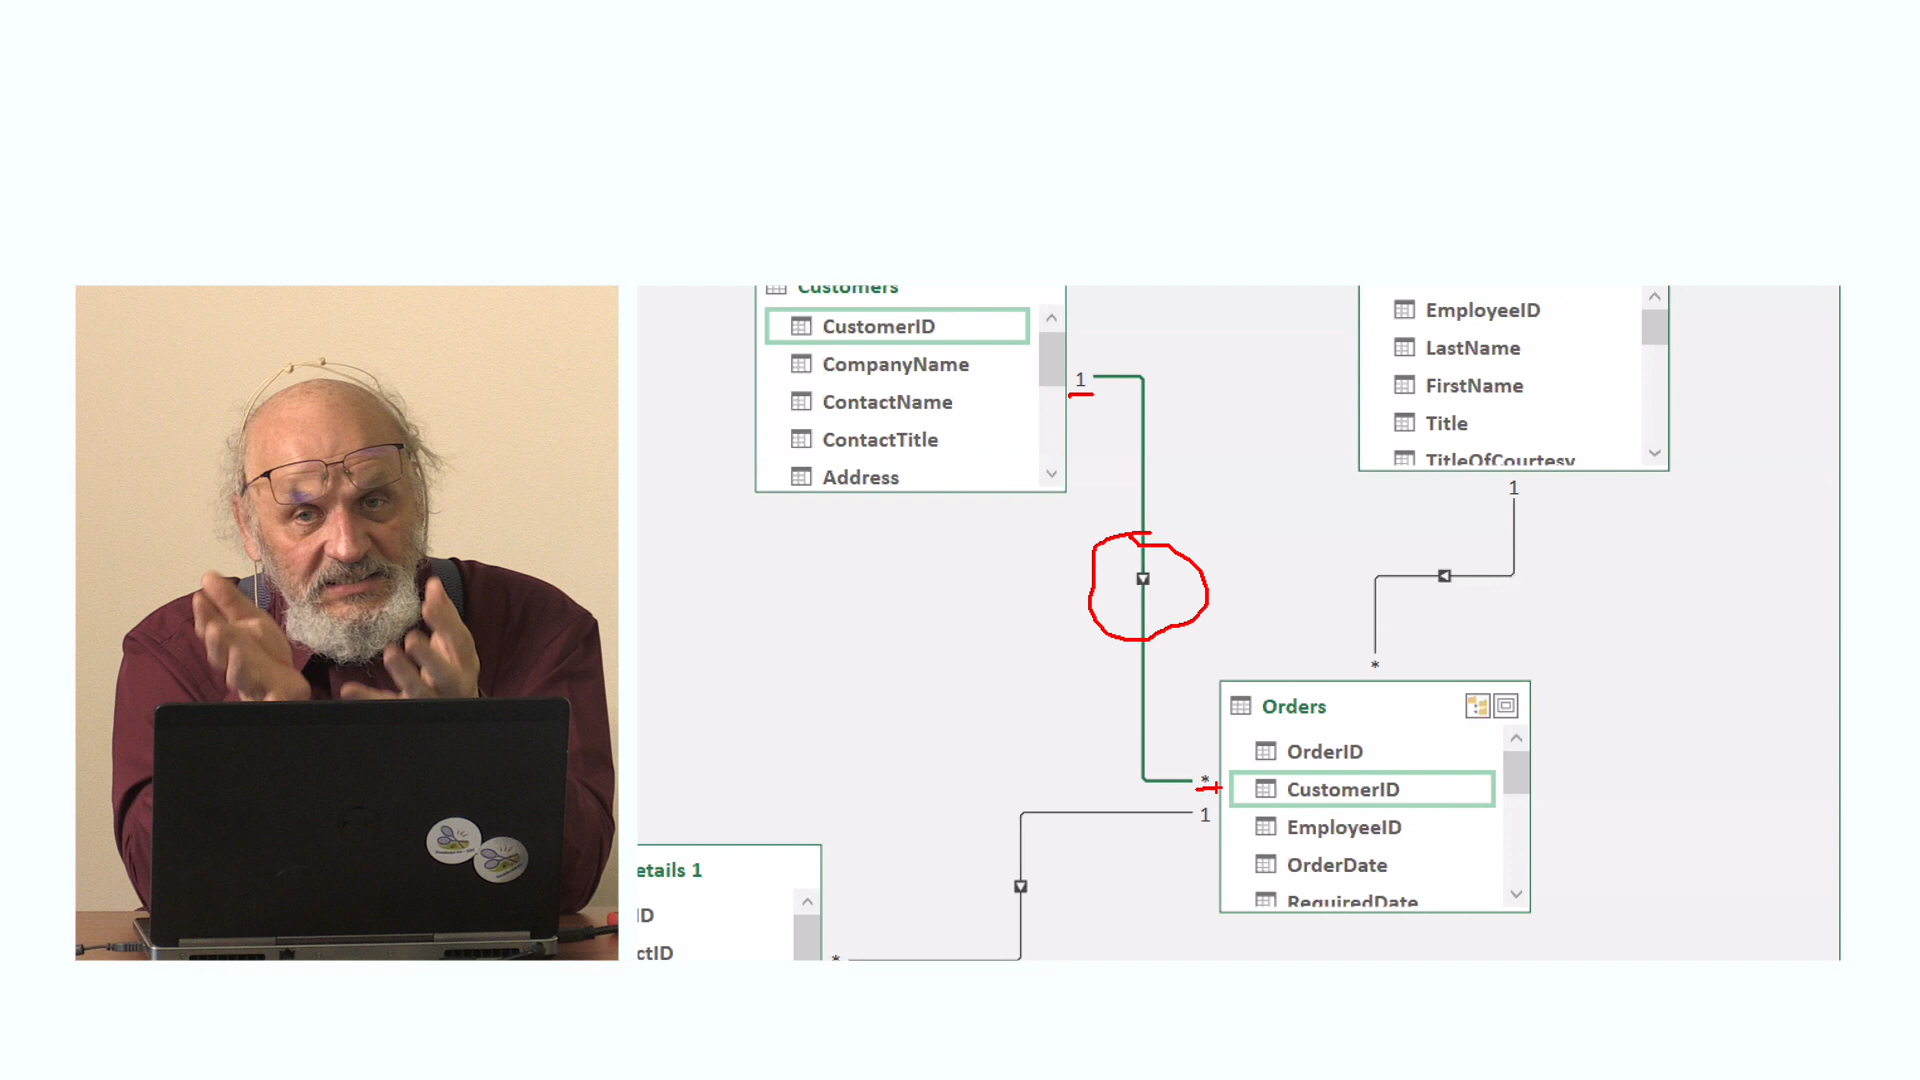 Customers
CustomerID
CompanyName
ContactName
ContactTitle
Address
1
EmployeeID
LastName
FirstName
Title
TitleOfCourtesy
1
*
Orders
OrderID
CustomerID
EmployeeID
OrderDate
RequiredDate
*
1
etails 1
ID
ctID
*